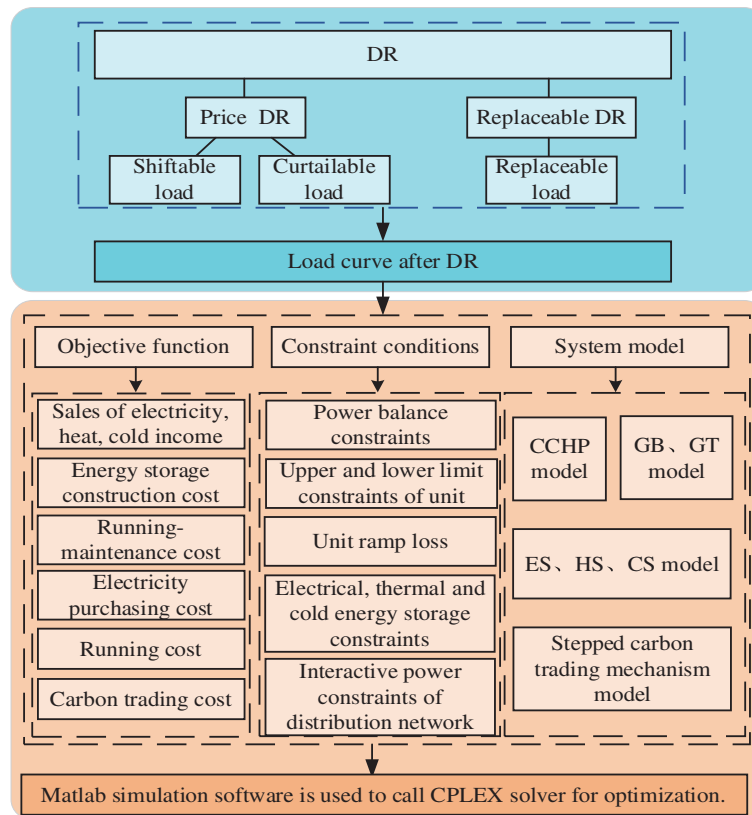 DR
Price DR
Replaceable DR
Shiftable
load
Curtailable
load
Replaceable
load
Load curve after DR
Objective function
Constraint conditions
System model
Sales of electricity,
heat, cold income
Energy storage
construction cost
Running-
maintenance cost
Electricity
purchasing cost
Running cost
Carbon trading cost
Power balance
constraints
Upper and lower limit
constraints of unit
Unit ramp loss
Electrical, thermal and
cold energy storage
constraints
Interactive power
constraints of
distribution network
CCHP
model
GB、GT
model
ES、HS、CS model
Stepped carbon
trading mechanism
model
Matlab simulation software is used to call CPLEX solver for optimization.